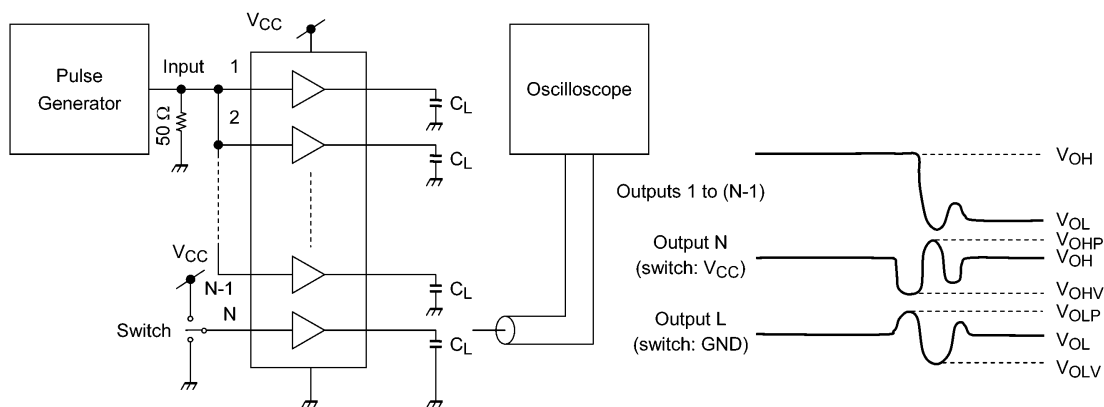 Pulse
Generator
Input
50 Ω
1
2
VCC
CL
CL
VCC
N-1
N
Switch
CL
CL
Oscilloscope
Outputs 1 to (N-1)
VOH
VOL
Output N
(switch: VCC)
VOHP
VOH
VOHV
Output L
(switch: GND)
VOLP
VOL
VOLV